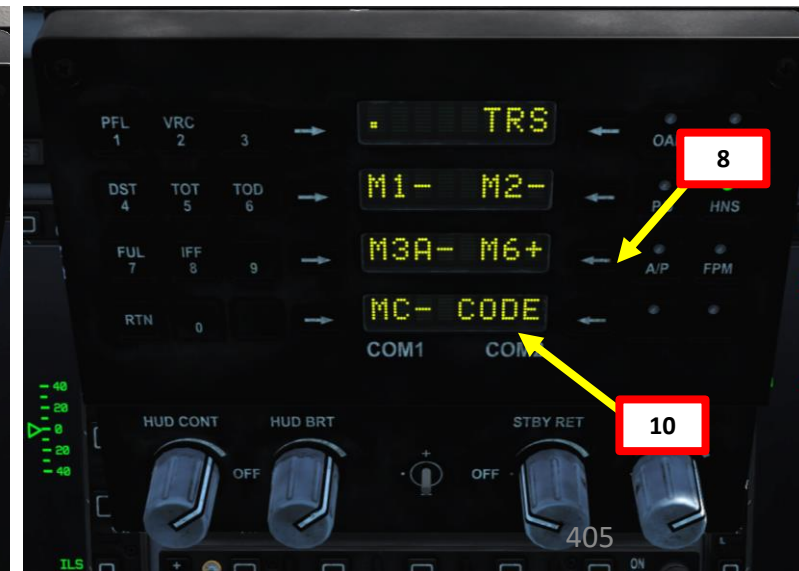 PFL VRC
1 2 3
. TRS
8
DST TOT TOD
4 5 6
M1- M2-
HNS
FUL IFF
7 8 9
M3A- M6+
A/P FPM
RTN 0
MC- CODE
COM1
10
40
20
0
20
40
HUD CONT HUD BRT STBY RET
OFF + - OFF
405
ILS + ON